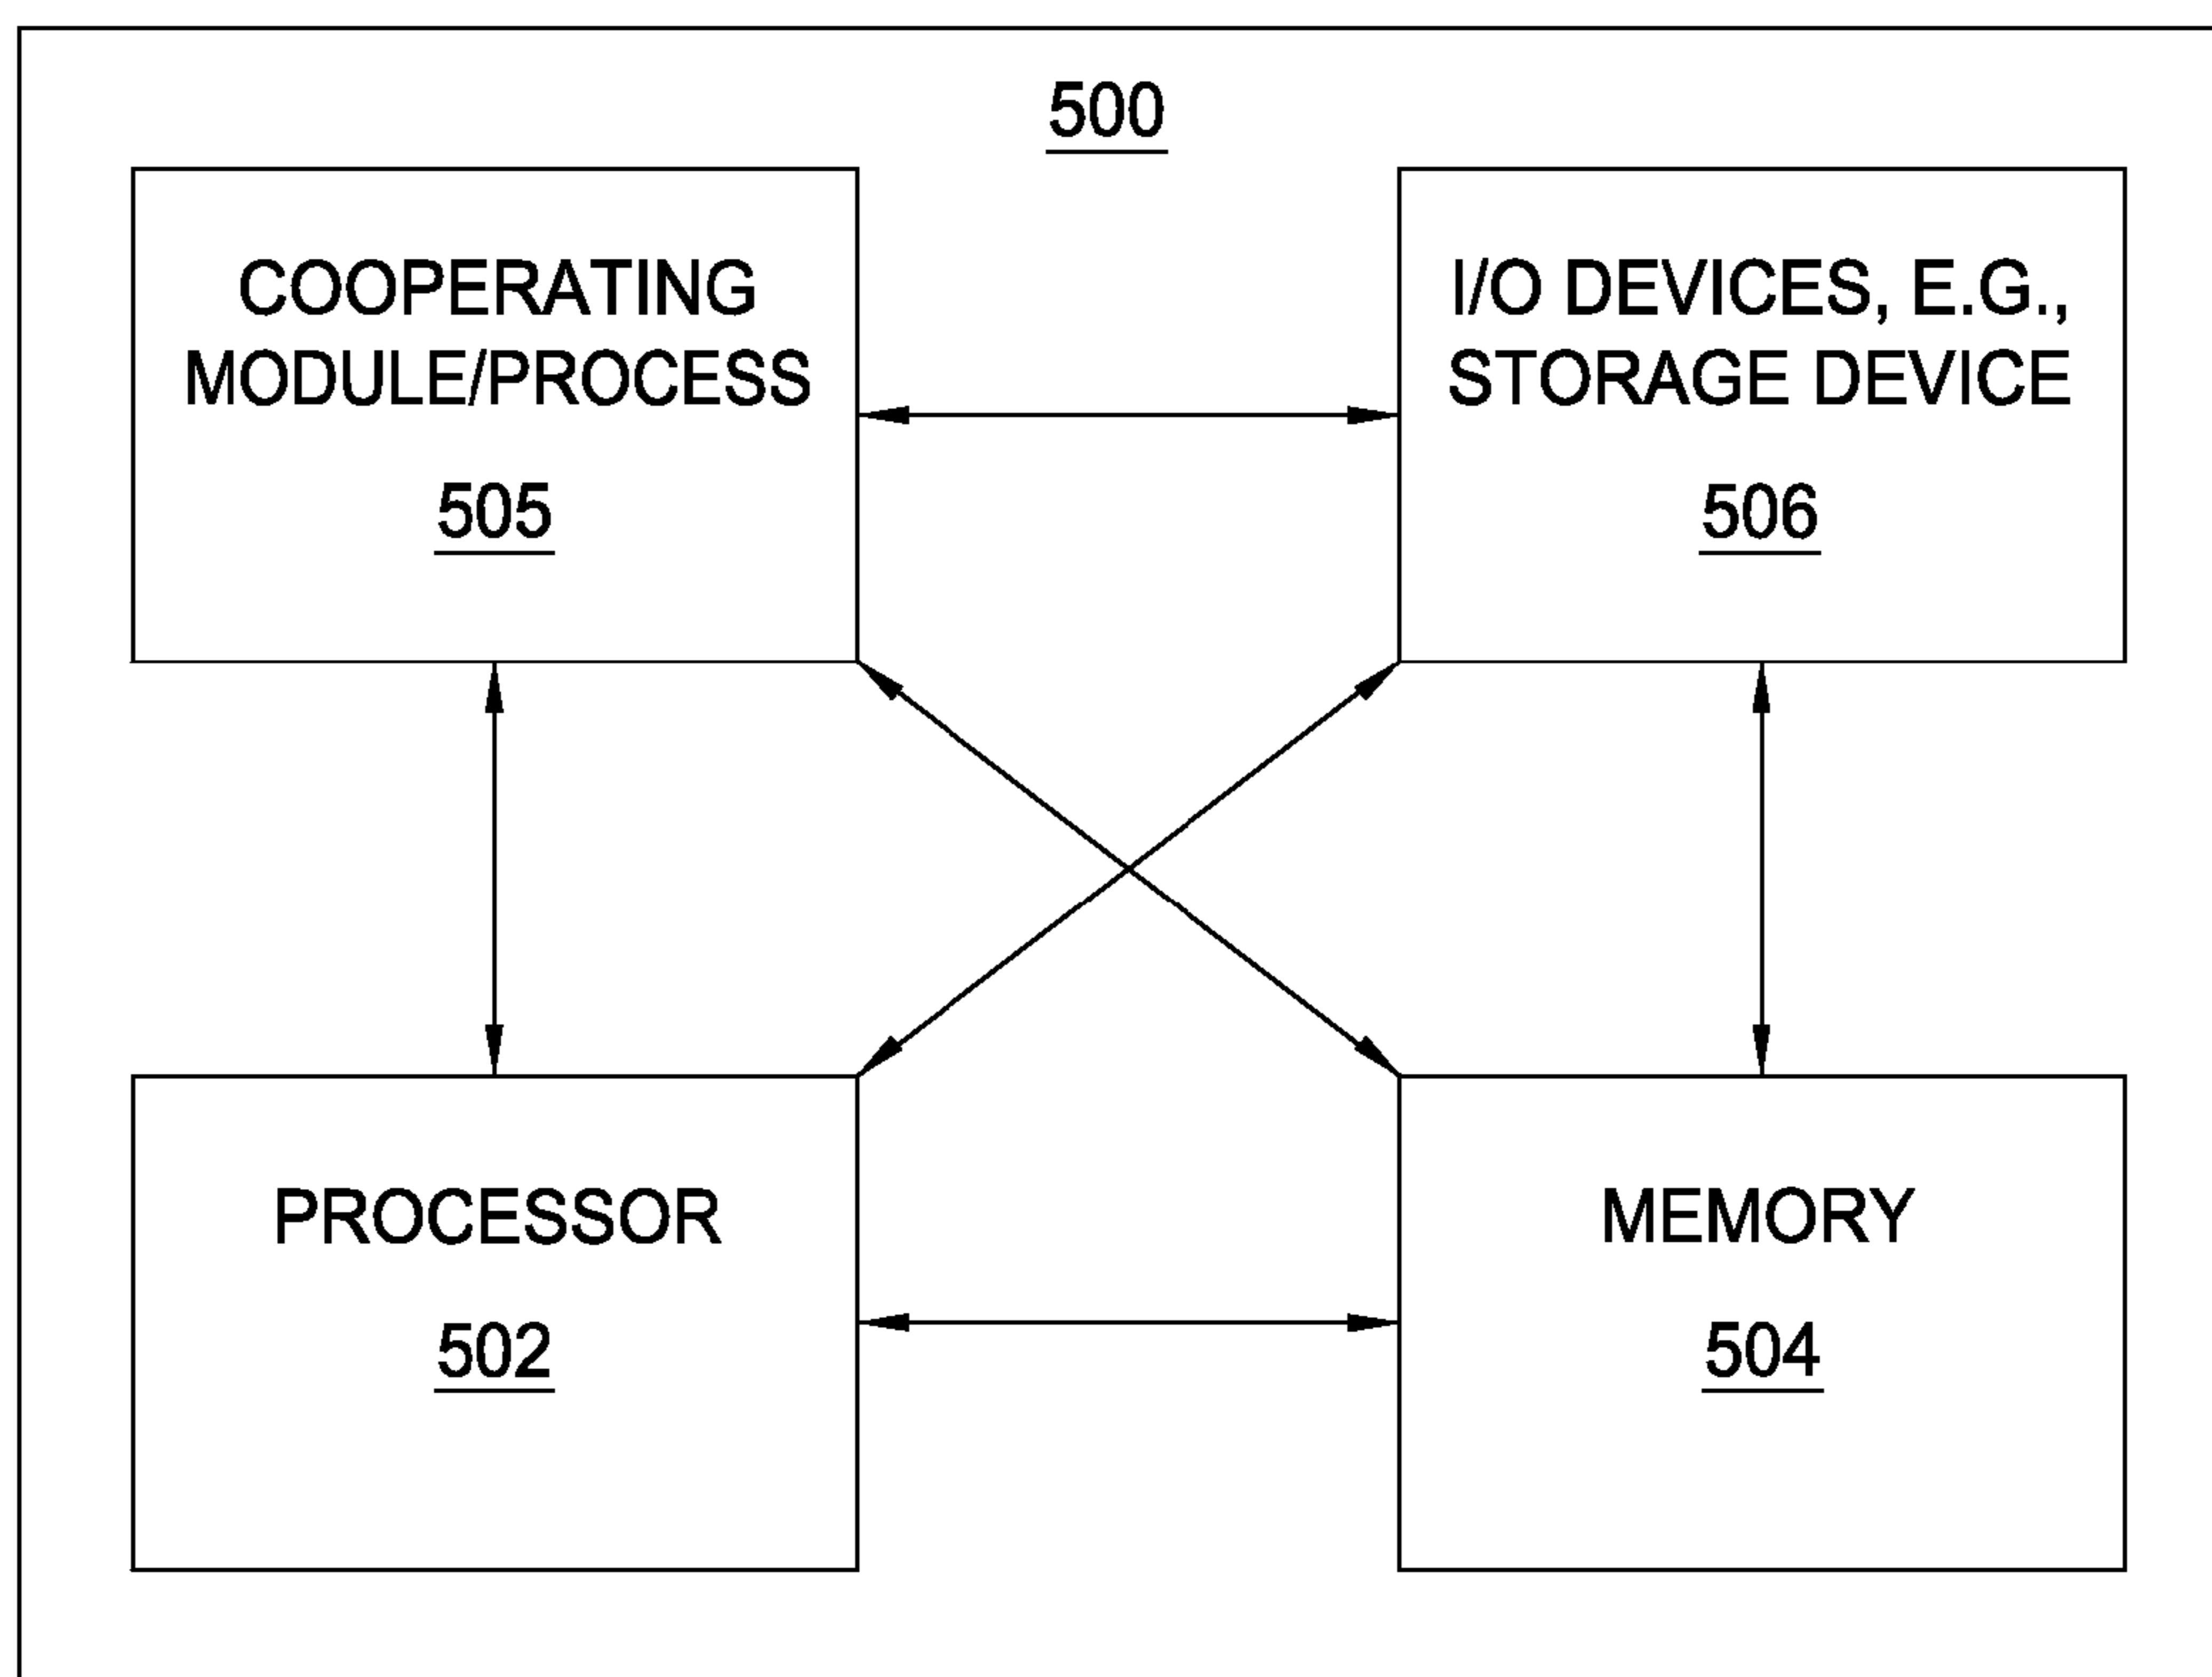 500
COOPERATING
MODULE/PROCESS
505
I/O DEVICES, E.G.,
STORAGE DEVICE
506
PROCESSOR
502
MEMORY
504